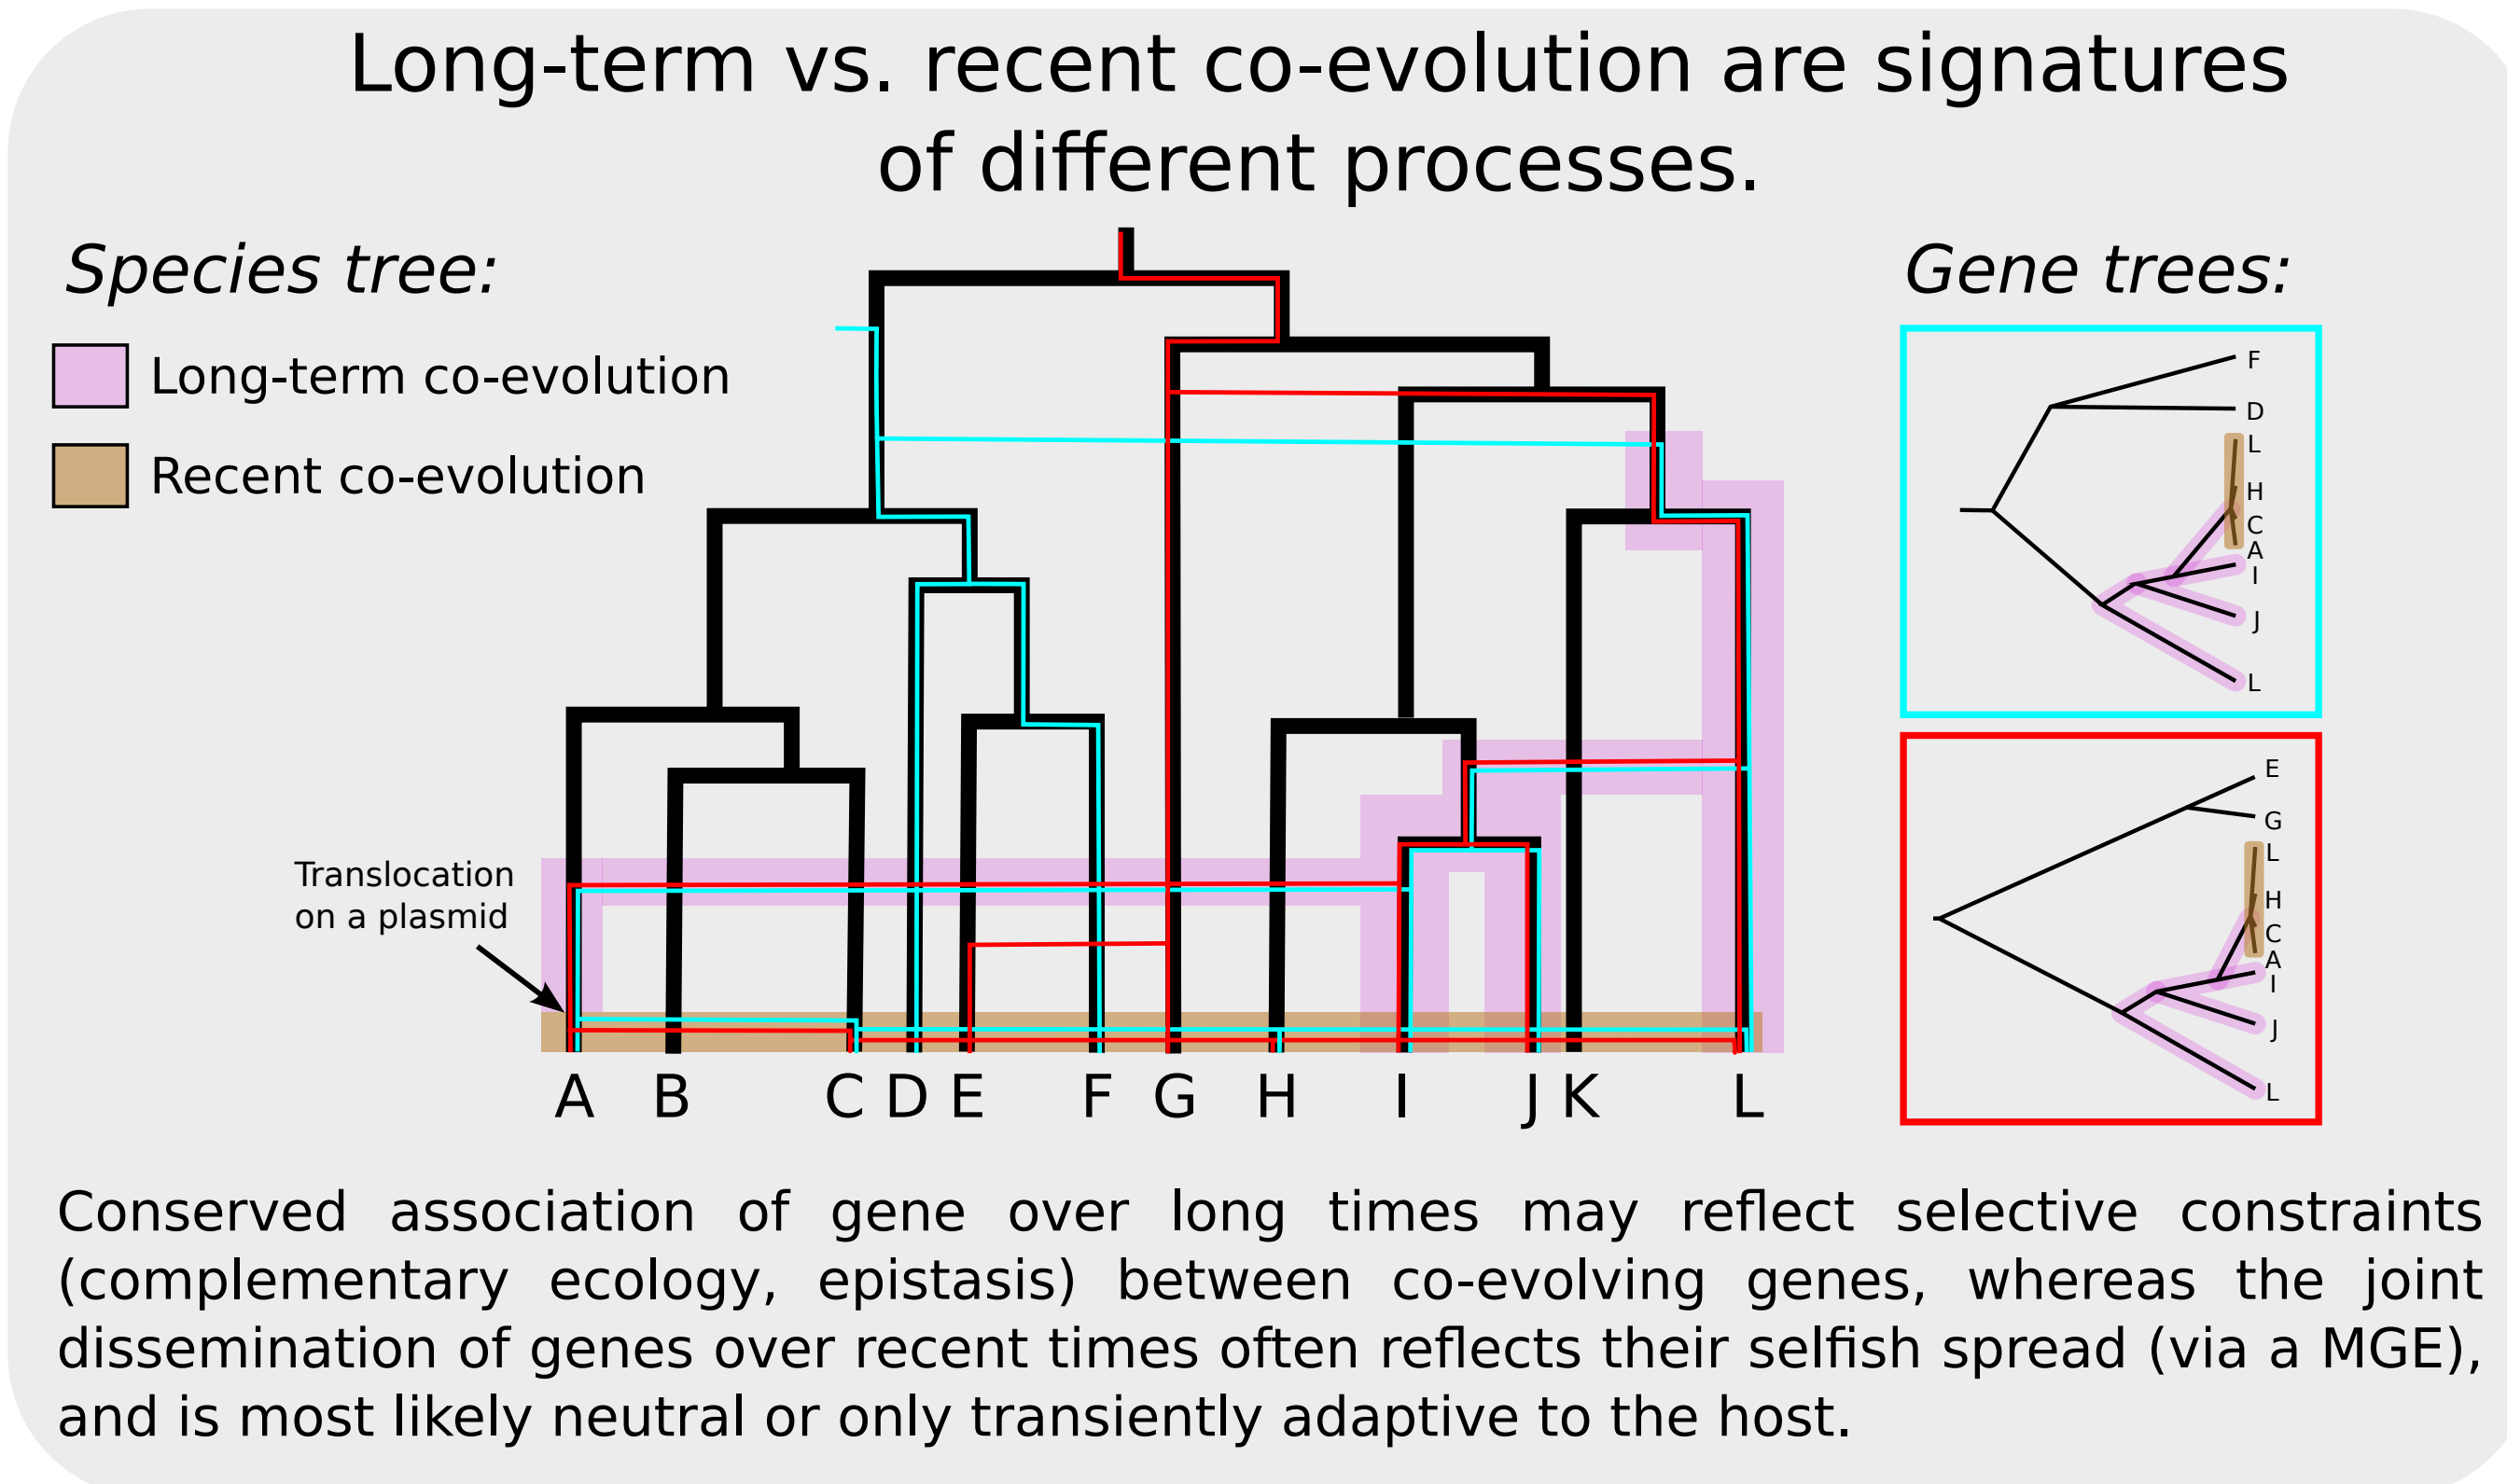 Long-term vs. recent co-evolution are signatures
of different processes.
Species tree:
Long-term co-evolution
Recent co-evolution
Translocation
on a plasmid
A B C D E F G H I J K L
Gene trees:
F
D
L
H
C
A
I
J
L
E
G
L
H
C
A
I
J
L
Conserved association of gene over long times may reflect selective constraints
(complementary ecology, epistasis) between co-evolving genes, whereas the joint
dissemination of genes over recent times often reflects their selfish spread (via a MGE),
and is most likely neutral or only transiently adaptive to the host.